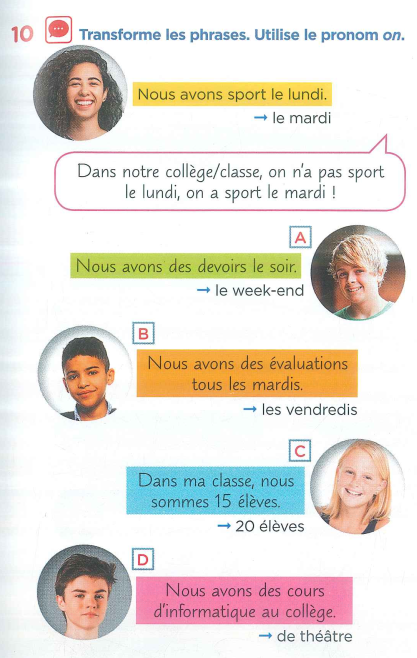 10 Transforme les phrases. Utilise le pronom on.
Nous avons sport le lundi.
→ le mardi
Dans notre collège/classe, on n'a pas sport
le lundi, on a sport le mardi !
A
Nous avons des devoirs le soir.
→ le week-end
B
Nous avons des évaluations
tous les mardis.
→ les vendredis
C
Dans ma classe, nous
sommes 15 élèves.
→ 20 élèves
D
Nous avons des cours
d'informatique au collège.
→ de théâtre